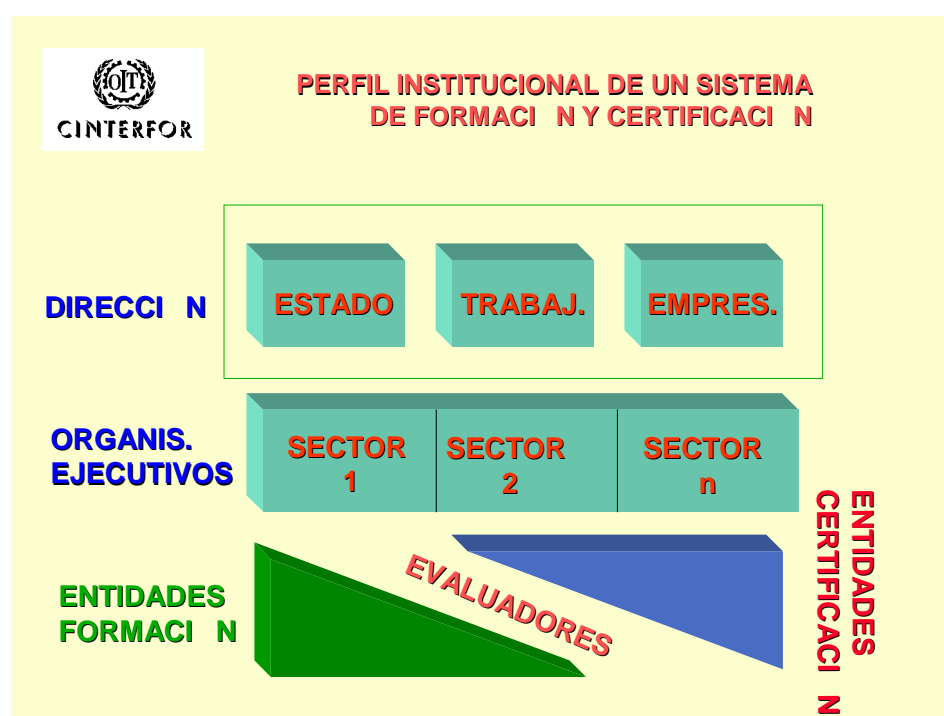 OIT
CINTERFOR
PERFIL INSTITUCIONAL DE UN SISTEMA
DE FORMACI N Y CERTIFICACI N
DIRECCI N
ESTADO
TRABAJ.
EMPRES.
ORGANIS.
EJECUTIVOS
SECTOR
1
SECTOR
2
SECTOR
n
ENTIDADES
CERTIFICACI N
EVALUADORES
ENTIDADES
FORMACI N